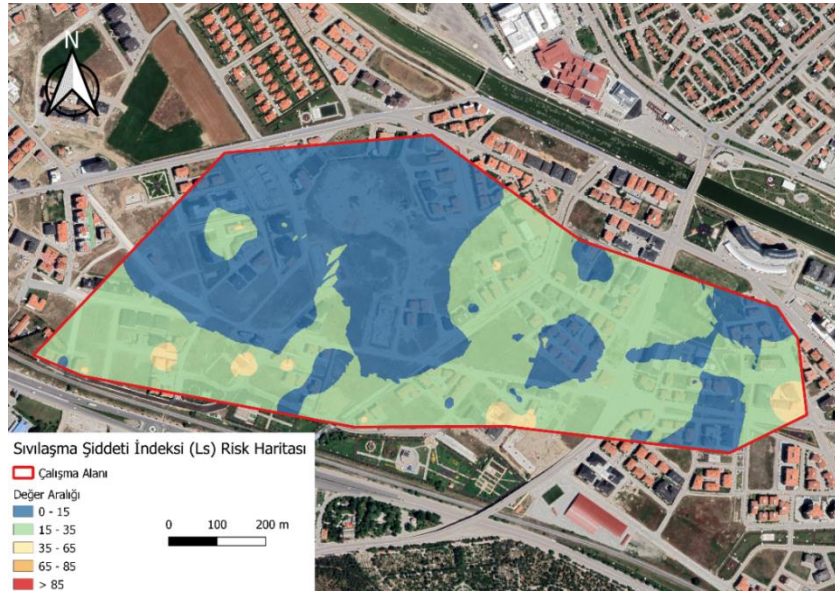 N
Sıvılaşma Şiddeti İndeksi (Ls) Risk Haritası
Çalışma Alanı
Değer Aralığı
0 - 15
15 - 35
35 - 65
65 - 85
> 85
0 100 200 m